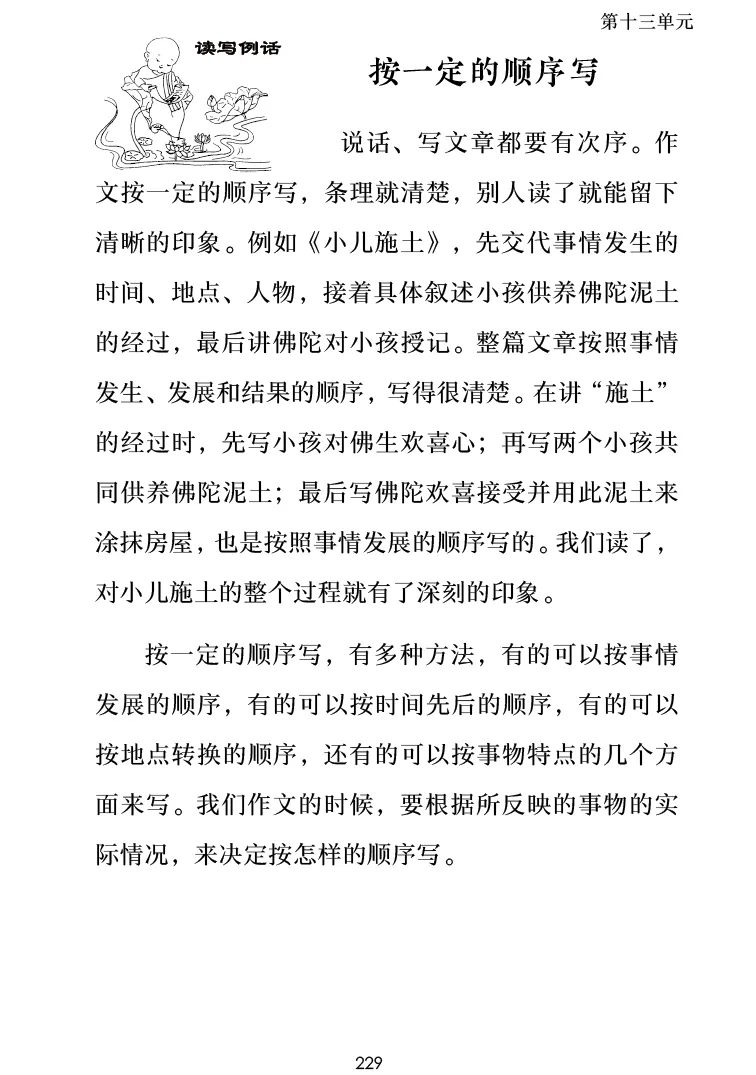 第十三单元
读写例话
按一定的顺序写
说话、写文章都要有次序。作
文按一定的顺序写，条理就清楚，别人读了就能留下
清晰的印象。例如《小儿施土》，先交代事情发生的
时间、地点、人物，接着具体叙述小孩供养佛陀泥土
的经过，最后讲佛陀对小孩授记。整篇文章按照事情
发生、发展和结果的顺序，写得很清楚。在讲“施土”
的经过时，先写小孩对佛生欢喜心；再写两个小孩共
同供养佛陀泥土；最后写佛陀欢喜接受并用此泥土来
涂抹房屋，也是按照事情发展的顺序写的。我们读了，
对小儿施土的整个过程就有了深刻的印象。
按一定的顺序写，有多种方法，有的可以按事情
发展的顺序，有的可以按时间先后的顺序，有的可以
按地点转换的顺序，还有的可以按事物特点的几个方
面来写。我们作文的时候，要根据所反映的事物的实
际情况，来决定按怎样的顺序写。
229